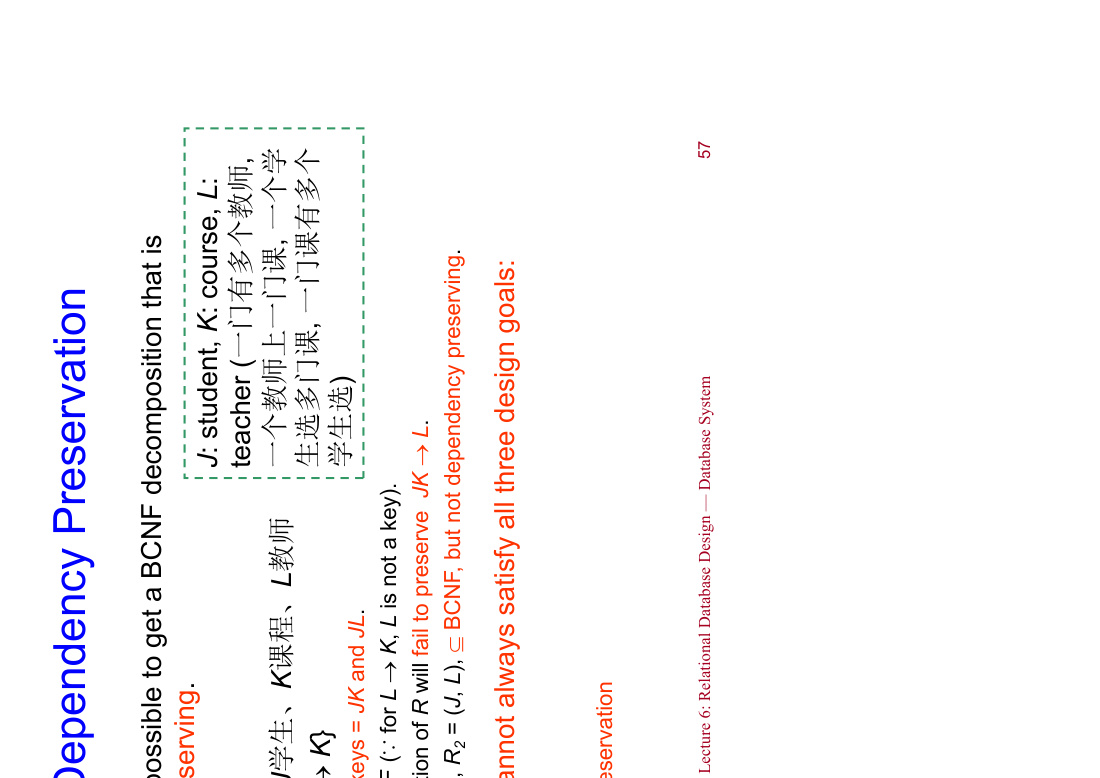 Dependency Preservation
possible to get a BCNF decomposition that is
serving.
J: student, K: course, L:
teacher (一门有多个教师,
一个教师上一门课, 一个学
生选多门课, 一门课有多个
学生选)
J学生、K课程、L教师
→ K}
keys = JK and JL.
F (∵ for L → K, L is not a key).
tion of R will fail to preserve JK → L.
, R2 = (J, L), ⊆ BCNF, but not dependency preserving.
annot always satisfy all three design goals:
eservation
Lecture 6: Relational Database Design — Database System
57